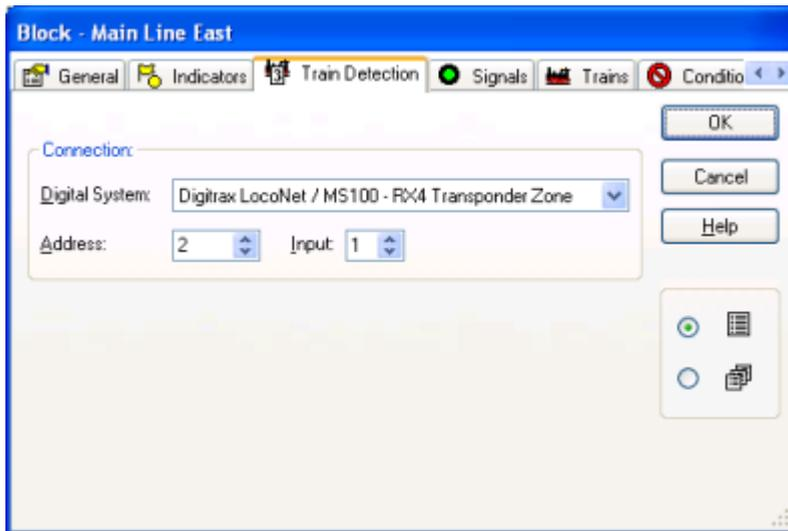 Block - Main Line East
General Indicators Train Detection Signals Trains Conditio
OK
Connection:
Cancel
Digital System: Digitrax LocoNet / MS100 - RX4 Transponder Zone
Help
Address: 2 Input: 1